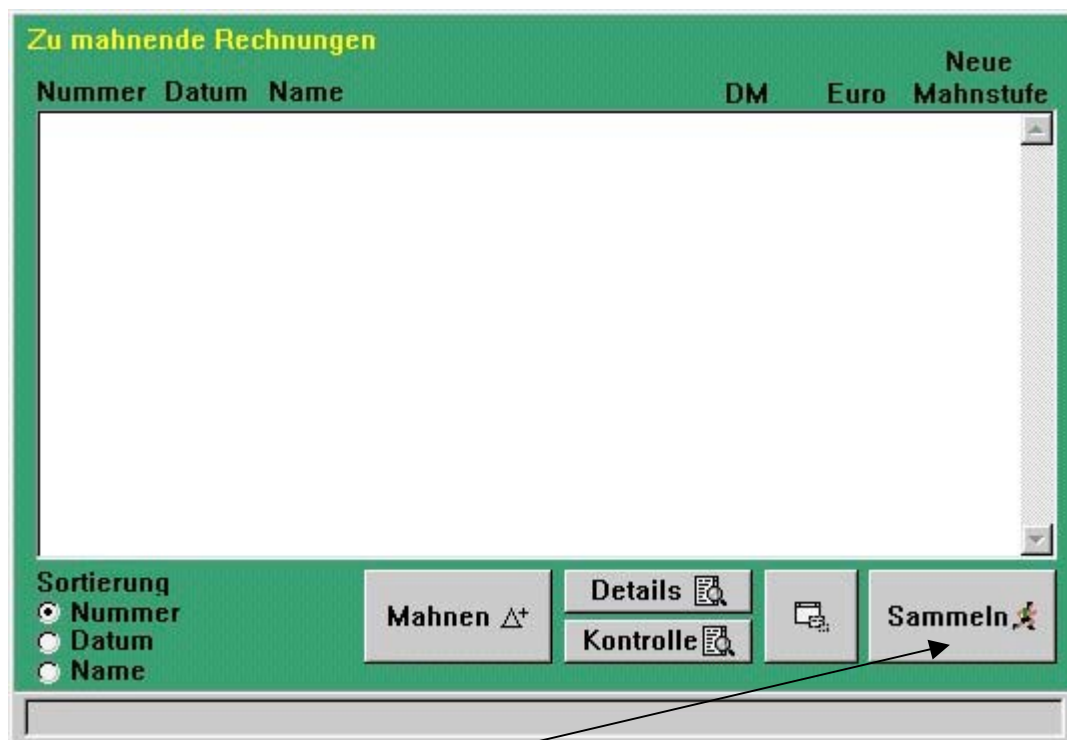 Zu mahnende Rechnungen
Neue
Nummer Datum Name DM Euro Mahnstufe
Sortierung
Nummer
Datum
Name
Mahnen
Details
Kontrolle
Sammeln